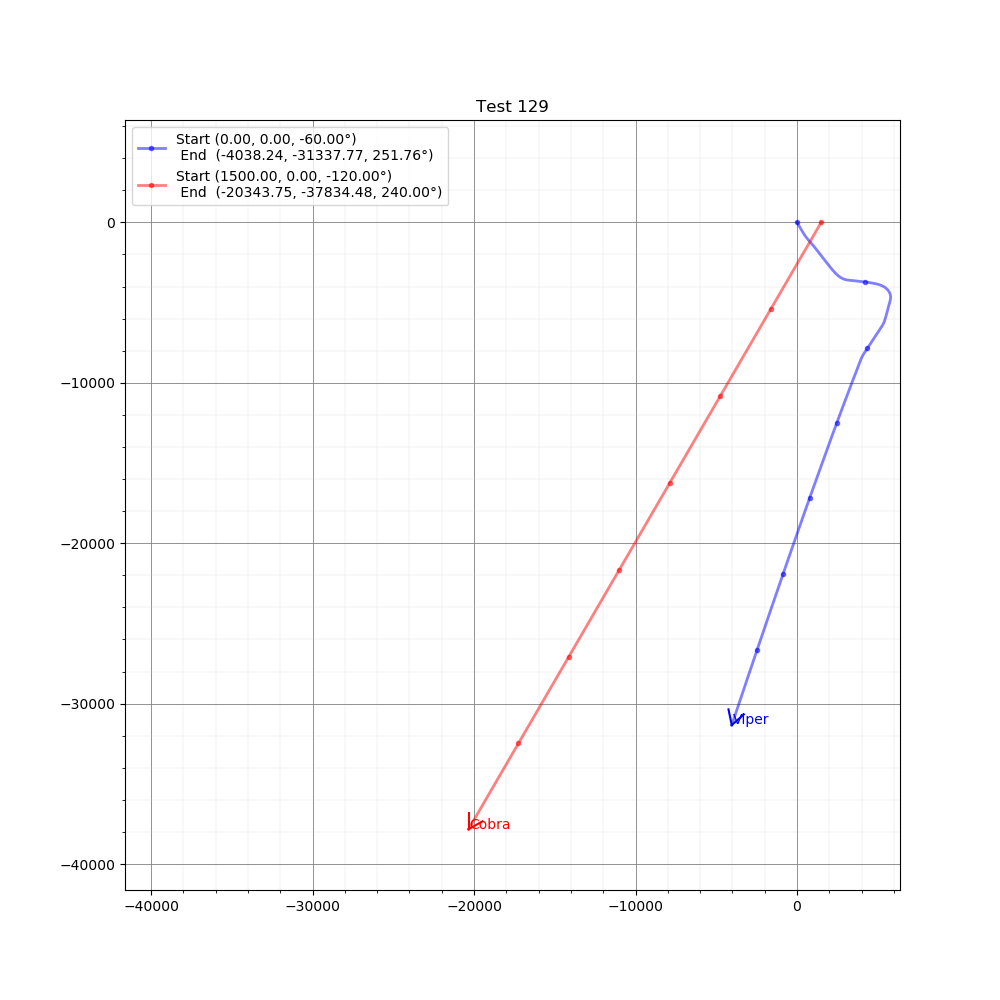 Test 129
Start (0.00, 0.00, -60.00°)
End  (-4038.24, -31337.77, 251.76°)
Start (1500.00, 0.00, -120.00°)
End  (-20343.75, -37834.48, 240.00°)
0
−10000
−20000
−30000
−40000
Viper
Cobra
−40000
−30000
−20000
−10000
0